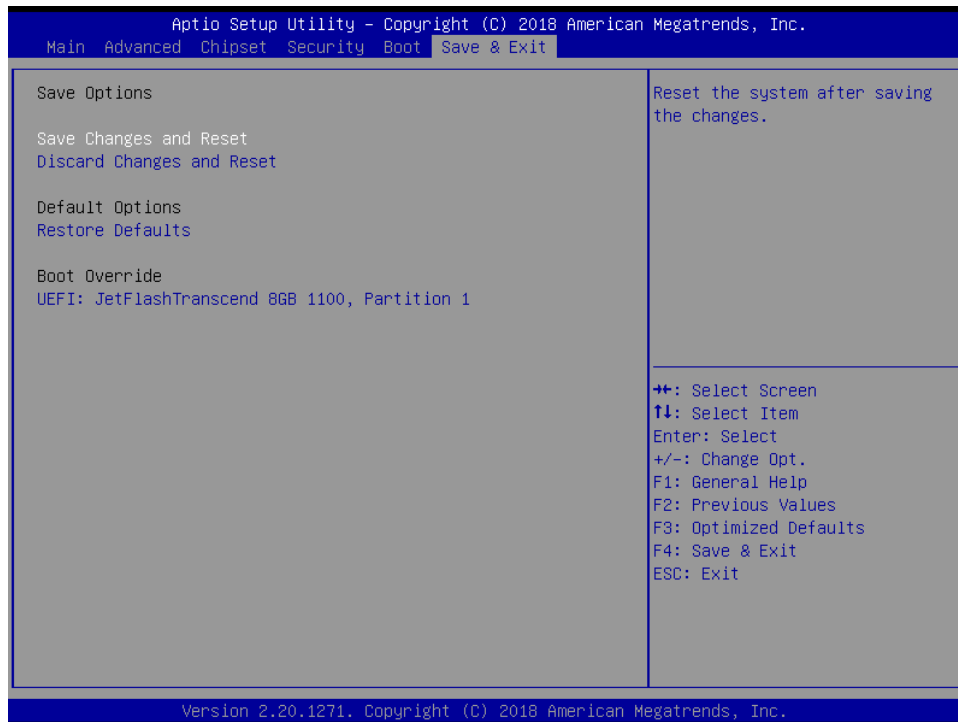 Aptio Setup Utility – Copyright (C) 2018 American Megatrends, Inc.
Main Advanced Chipset Security Boot Save & Exit
Save Options
Save Changes and Reset
Discard Changes and Reset
Default Options
Restore Defaults
Boot Override
UEFI: JetFlashTranscend 8GB 1100, Partition 1
Reset the system after saving
the changes.
→←: Select Screen
↑↓: Select Item
Enter: Select
+/-: Change Opt.
F1: General Help
F2: Previous Values
F3: Optimized Defaults
F4: Save & Exit
ESC: Exit
Version 2.20.1271. Copyright (C) 2018 American Megatrends, Inc.